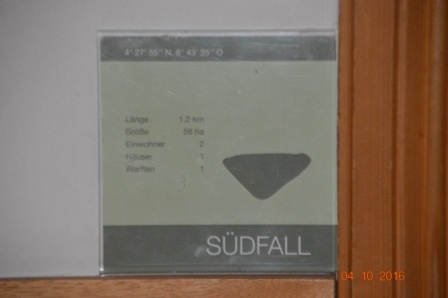 4° 27' 55" N, 8° 43' 35" O
Länge 1,2 km
Größe 56 ha
Einwohner 2
Häuser 1
Warften 1
SÜDFALL
04 10 2016